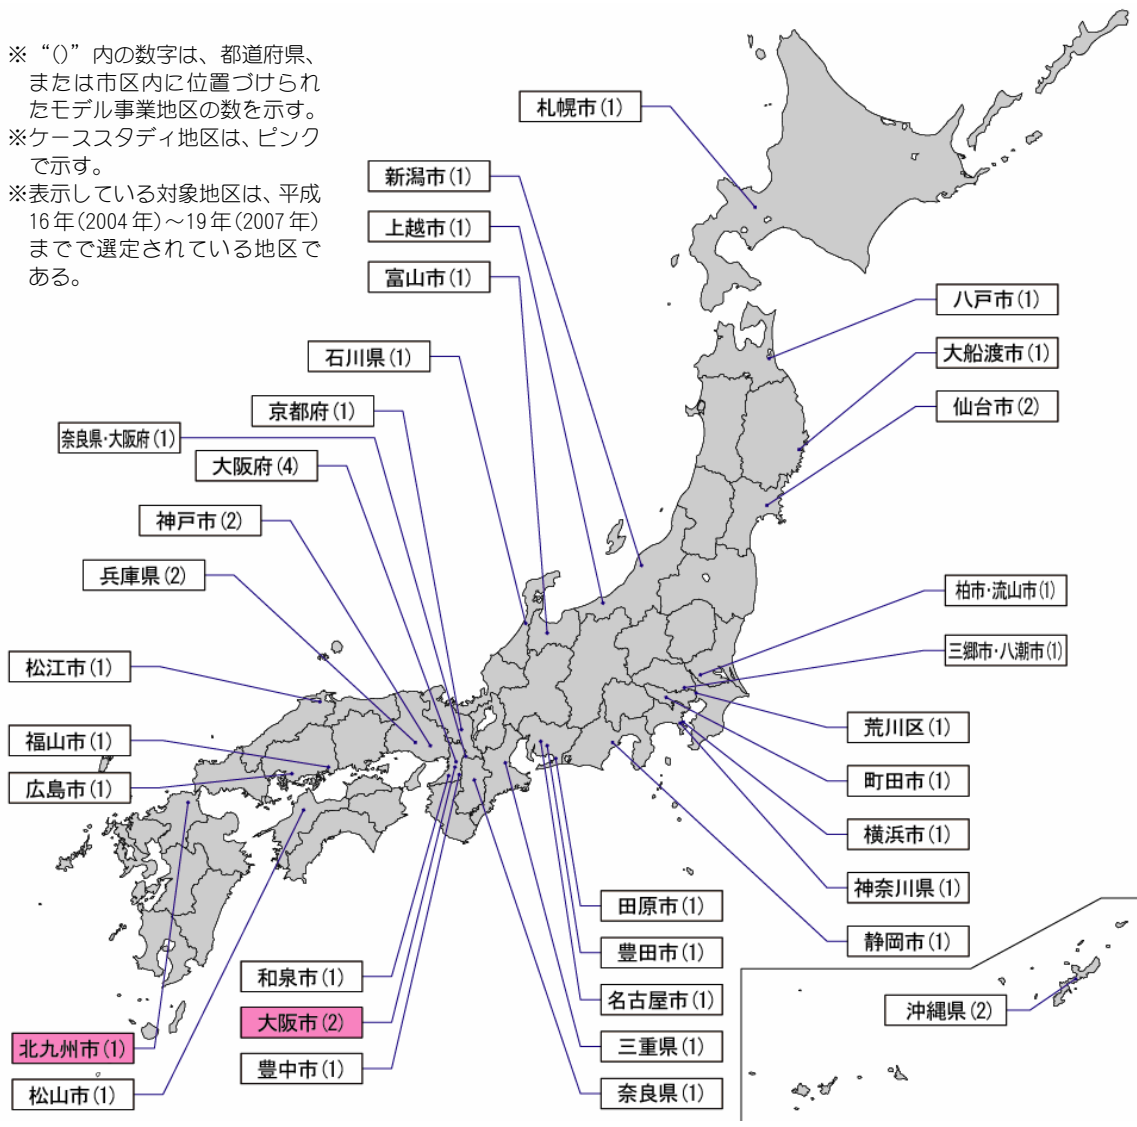 ※“()”内の数字は、都道府県、
または市区内に位置づけられ
たモデル事業地区の数を示す。
※ケーススタディ地区は、ピンク
で示す。
※表示している対象地区は、平成
16年(2004年)～19年(2007年)
までで選定されている地区で
ある。
札幌市(1)
新潟市(1)
上越市(1)
富山市(1)
石川県(1)
京都府(1)
奈良県・大阪府(1)
大阪府(4)
神戸市(2)
兵庫県(2)
松江市(1)
福山市(1)
広島市(1)
北九州市(1)
松山市(1)
和泉市(1)
大阪市(2)
豊中市(1)
八戸市(1)
大船渡市(1)
仙台市(2)
柏市・流山市(1)
三郷市・八潮市(1)
荒川区(1)
町田市(1)
横浜市(1)
神奈川県(1)
静岡市(1)
田原市(1)
豊田市(1)
名古屋市(1)
三重県(1)
奈良県(1)
沖縄県(2)